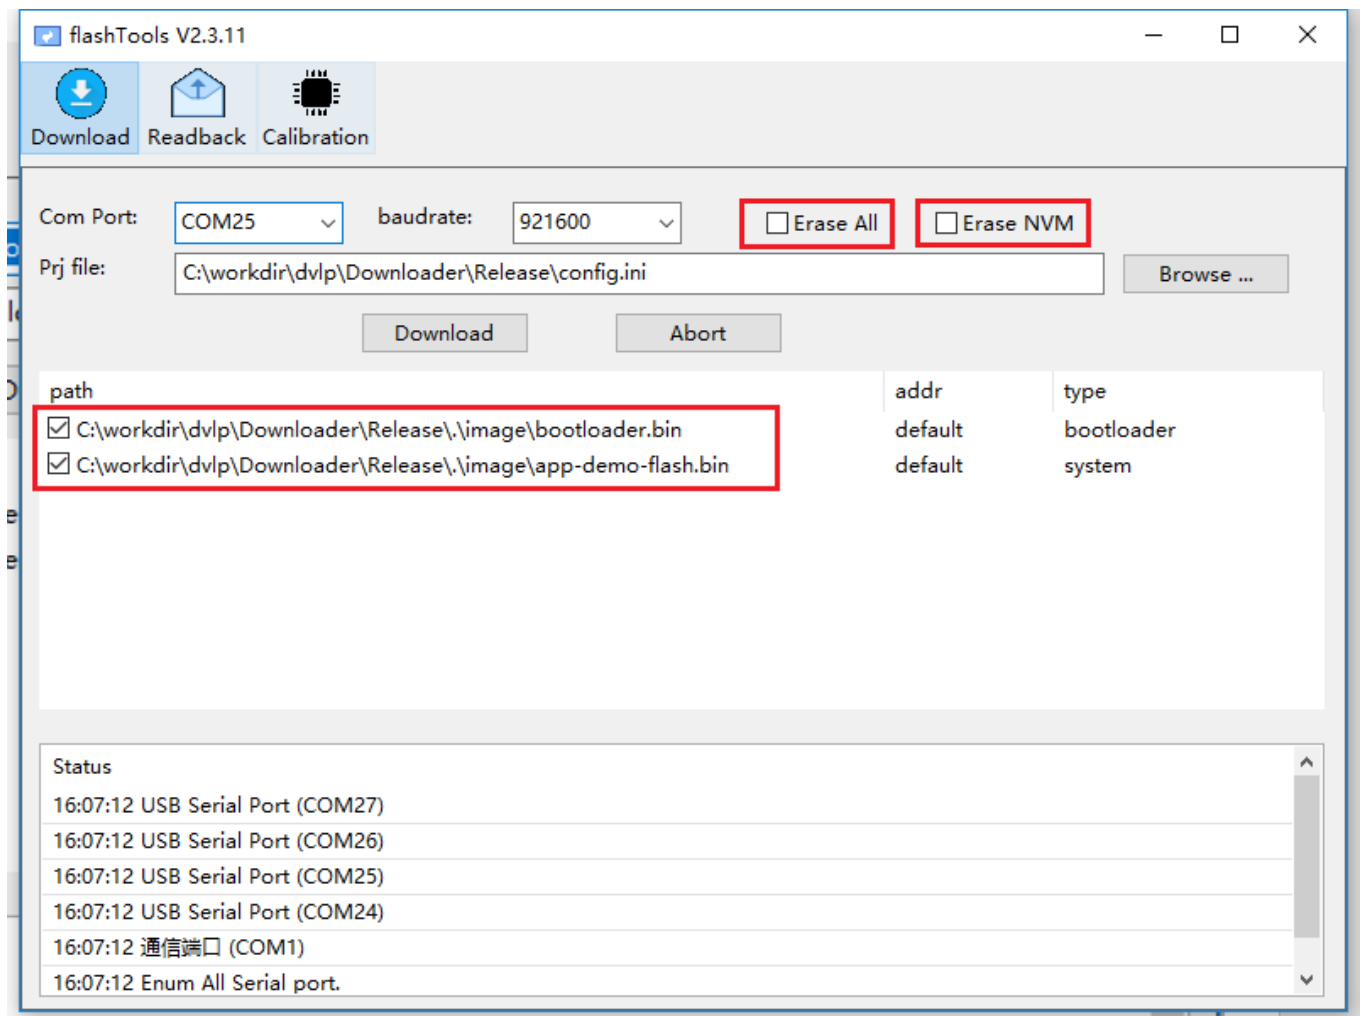 flashTools V2.3.11
Download Readback Calibration
Com Port: COM25 baudrate: 921600 Erase All Erase NVM
Prj file: C:\workdir\dvlp\Downloader\Release\config.ini Browse ...
Download Abort
path addr type
C:\workdir\dvlp\Downloader\Release\.\image\bootloader.bin default bootloader
C:\workdir\dvlp\Downloader\Release\.\image\app-demo-flash.bin default system
Status
16:07:12 USB Serial Port (COM27)
16:07:12 USB Serial Port (COM26)
16:07:12 USB Serial Port (COM25)
16:07:12 USB Serial Port (COM24)
16:07:12 通信端口 (COM1)
16:07:12 Enum All Serial port.